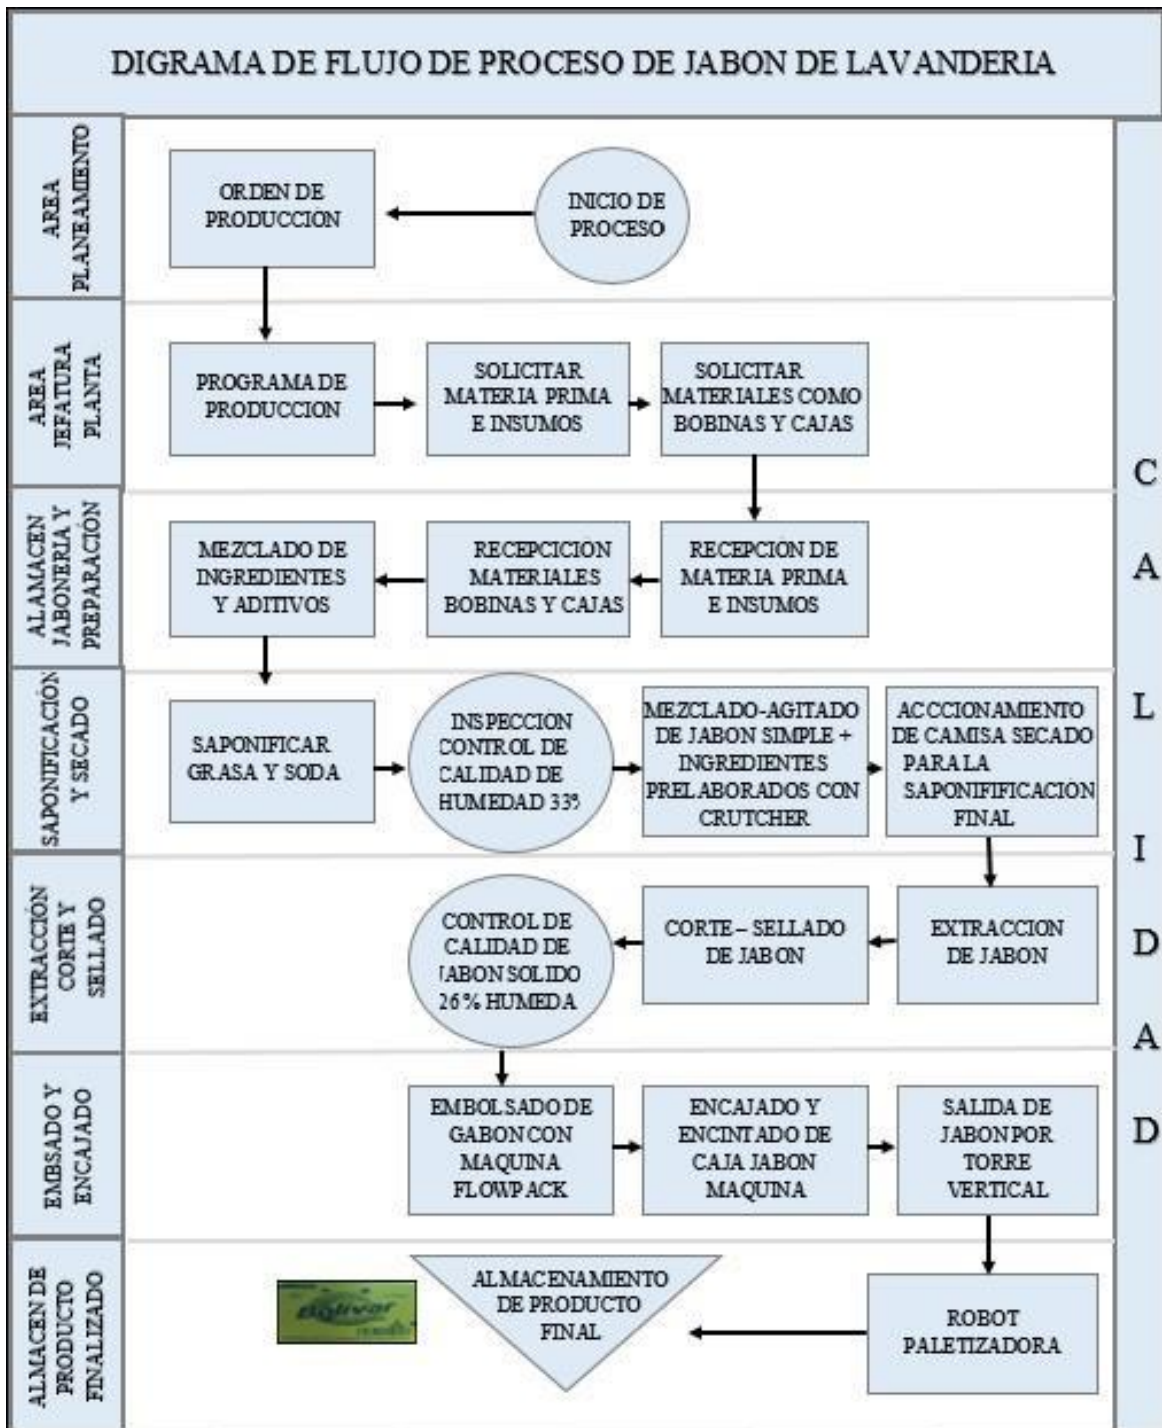 DIGRAMA DE FLUJO DE PROCESO DE JABON DE LAVANDERIA
AREA
PLANEAMIENTO
ORDEN DE
PRODUCCION
INICIO DE
PROCESO
AREA
JEFATURA
PLANTA
PROGRAMA DE
PRODUCCION
SOLICITAR
MATERIA PRIMA
E INSUMOS
SOLICITAR
MATERIALES COMO
BOBINAS Y CAJAS
ALAMACEN
JABONERIA Y
PREPARACIÓN
MEZCLADO DE
INGREDIENTES
Y ADITIVOS
RECEPCICIÓN
MATERIALES
BOBINAS Y CAJAS
RECEPCIÓN DE
MATERIA PRIMA
E INSUMOS
SAPONIFICACIÓN
Y SECADO
SAPONIFICAR
GRASA Y SODA
INSPECCIÓN
CONTROL DE
CALIDAD DE
HUMEDAD 33%
MEZCLADO-AGITADO
DE JABON SIMPLE +
INGREDIENTES
PRELABORADOS CON
CRUTCHER
ACCCIONAMIENTO
DE CAMISA SECADO
PARA LA
SAPONIFIFICACIÓN
FINAL
EXTRACCIÓN
CORTE Y
SELLADO
CONTROL DE
CALIDAD DE
JABON SOLIDO
26% HUMEDA
CORTE – SELLADO
DE JABON
EXTRACCION
DE JABON
EMBSADO Y
ENCAJADO
EMBOLSADO DE
GABON CON
MAQUINA
FLOWPACK
ENCAJADO Y
ENCINTADO DE
CAJA JABON
MAQUINA
SALIDA DE
JABON POR
TORRE
VERTICAL
ALMACEN DE
PRODUCTO
FINALIZADO
Bolivar
ALMACENAMIENTO
DE PRODUCTO
FINAL
ROBOT
PALETIZADORA
C
A
L
I
D
A
D